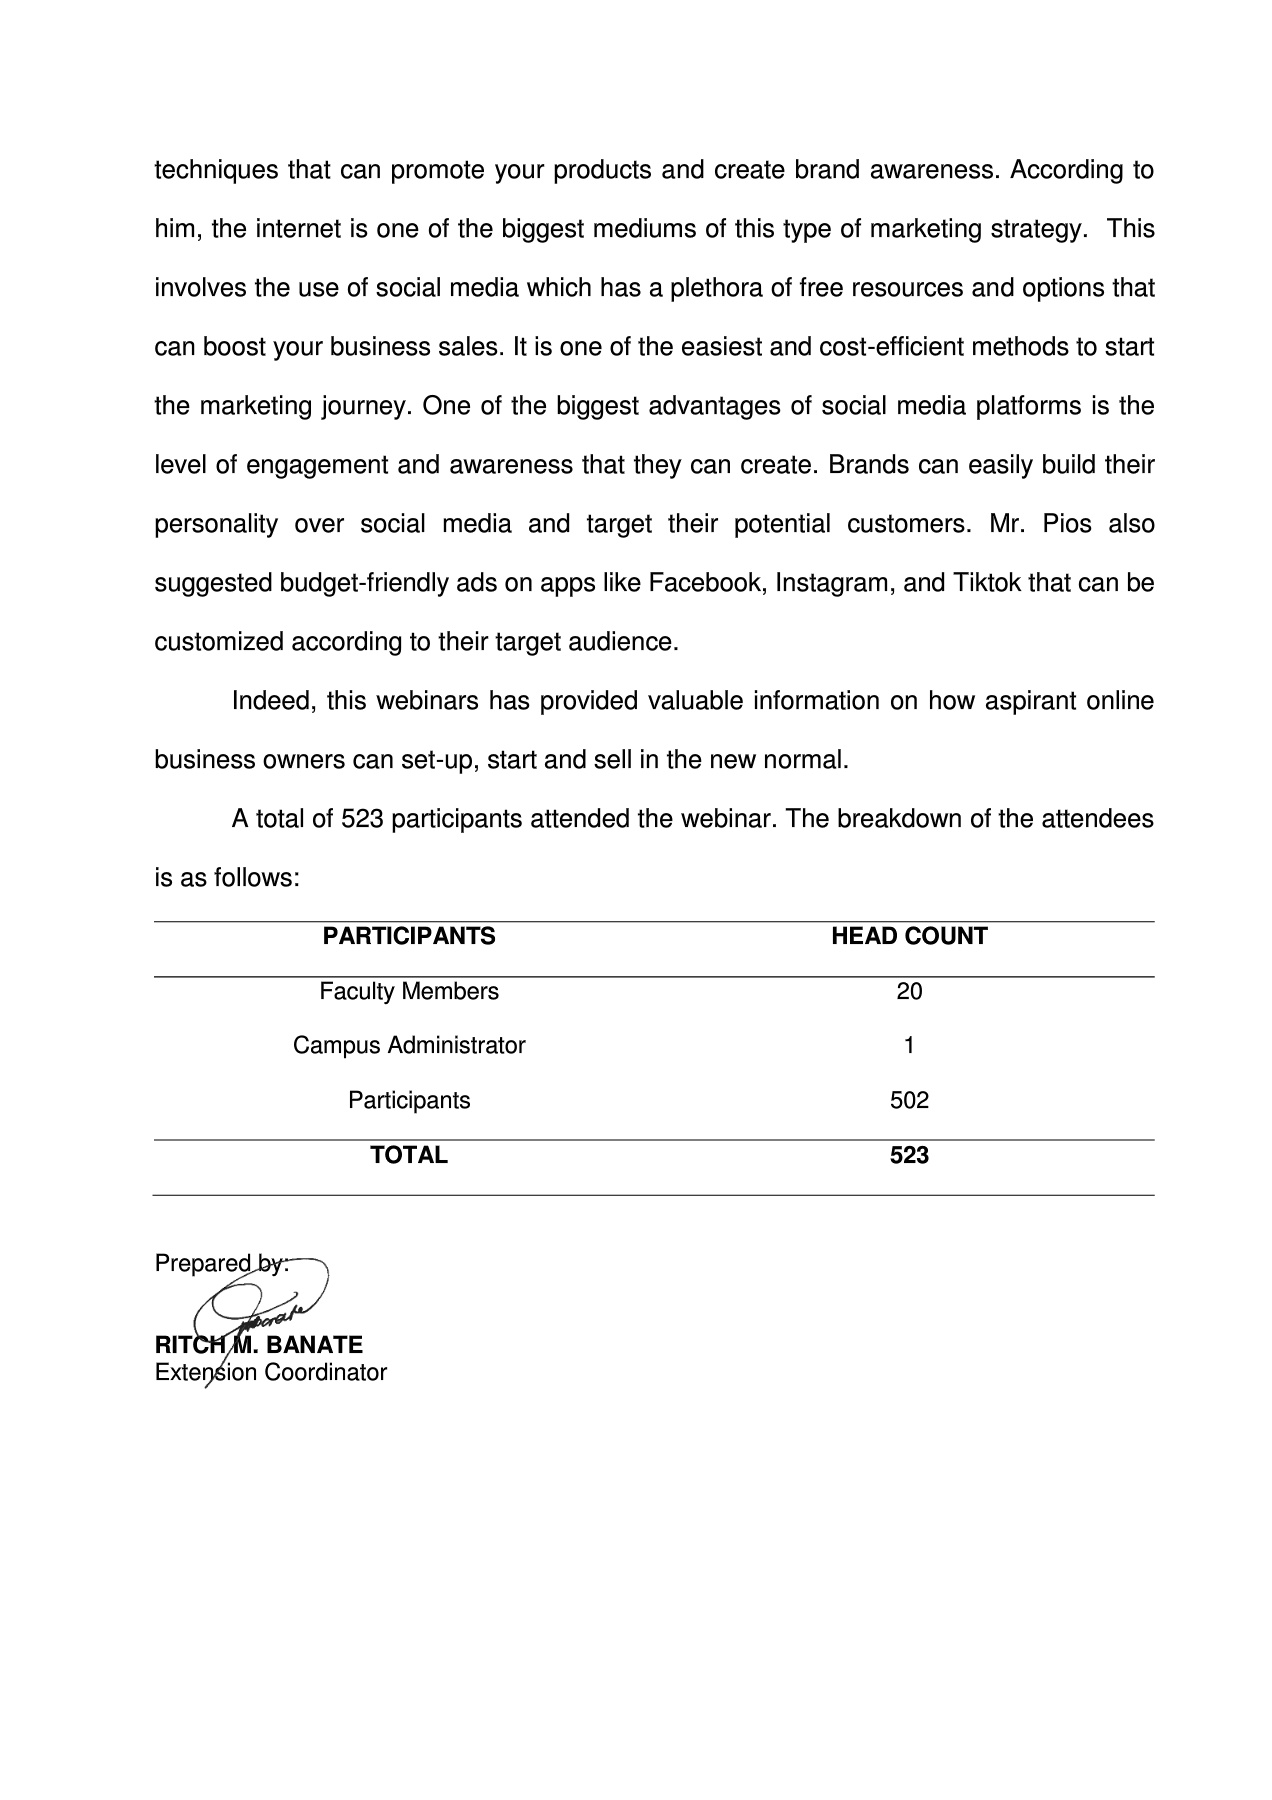 techniques that can promote your products and create brand awareness. According to
him, the internet is one of the biggest mediums of this type of marketing strategy.  This
involves the use of social media which has a plethora of free resources and options that
can boost your business sales. It is one of the easiest and cost-efficient methods to start
the marketing journey. One of the biggest advantages of social media platforms is the
level of engagement and awareness that they can create. Brands can easily build their
personality over social media and target their potential customers. Mr. Pios also
suggested budget-friendly ads on apps like Facebook, Instagram, and Tiktok that can be
customized according to their target audience.
Indeed, this webinars has provided valuable information on how aspirant online
business owners can set-up, start and sell in the new normal.
A total of 523 participants attended the webinar. The breakdown of the attendees
is as follows:
PARTICIPANTS HEAD COUNT
Faculty Members 20
Campus Administrator 1
Participants 502
TOTAL 523
Prepared by:
RITCH M. BANATE
Extension Coordinator